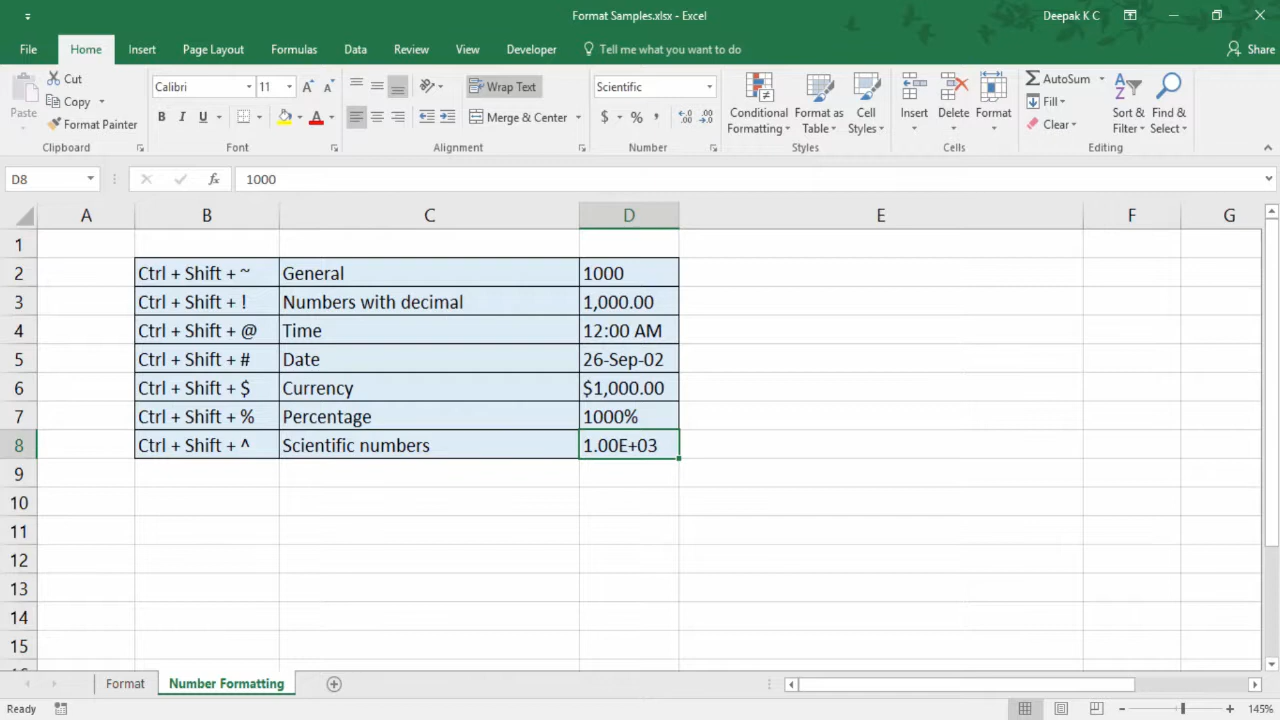 Format Samples.xlsx - Excel
Deepak K C
File Home Insert Page Layout Formulas Data Review View Developer Tell me what you want to do Share
Paste
Cut
Copy
Format Painter
Clipboard
Calibri 11
B I U
Font
Wrap Text
Merge & Center
Alignment
Scientific
$ % ,
Number
Conditional Formatting
Format as Table
Cell Styles
Styles
Insert Delete Format
Cells
AutoSum
Fill
Clear
Sort & Filter
Find & Select
Editing
D8 fx 1000
A B C D E F G
1
2 Ctrl + Shift + ~ General 1000
3 Ctrl + Shift + ! Numbers with decimal 1,000.00
4 Ctrl + Shift + @ Time 12:00 AM
5 Ctrl + Shift + # Date 26-Sep-02
6 Ctrl + Shift + $ Currency $1,000.00
7 Ctrl + Shift + % Percentage 1000%
8 Ctrl + Shift + ^ Scientific numbers 1.00E+03
9
10
11
12
13
14
15
Format Number Formatting
Ready 145%